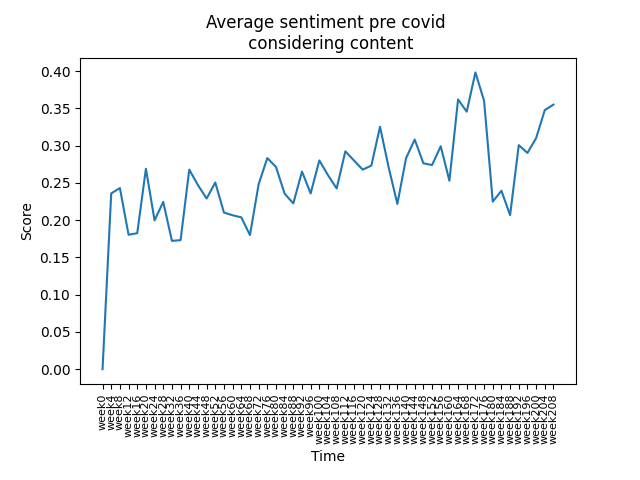 Average sentiment pre covid
considering content
Score
0.40
0.35
0.30
0.25
0.20
0.15
0.10
0.05
0.00
week0
week4
week8
week12
week16
week20
week24
week28
week32
week36
week40
week44
week48
week52
week56
week60
week64
week68
week72
week76
week80
week84
week88
week92
week96
week100
week104
week108
week112
week116
week120
week124
week128
week132
week136
week140
week144
week148
week152
week156
week160
week164
week168
week172
week176
week180
week184
week188
week192
week196
week200
week204
week208
Time